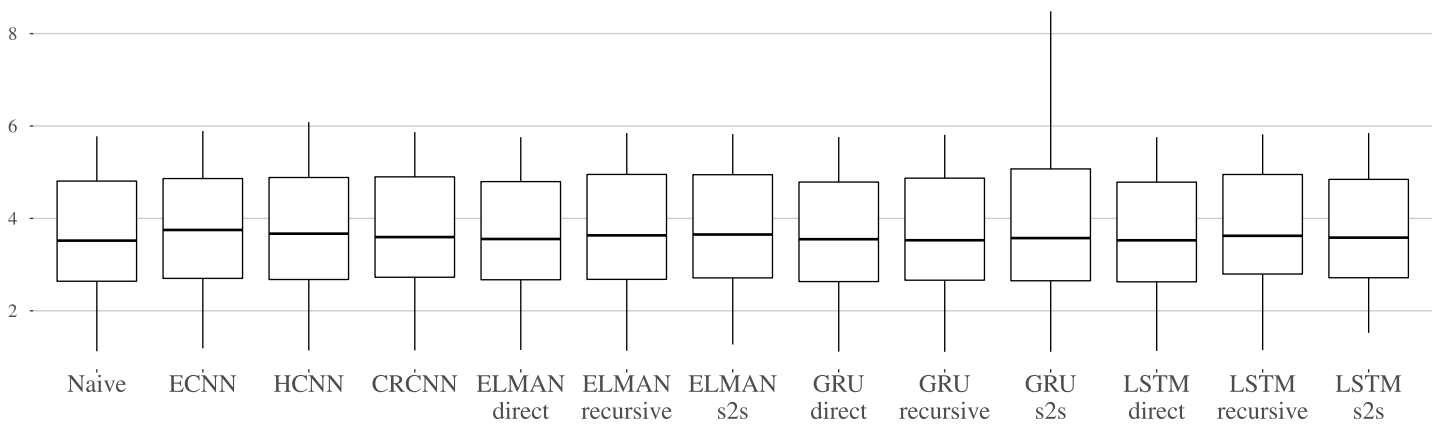 8
6
4
2
Naive ECNN HCNN CRCNN ELMAN ELMAN ELMAN GRU GRU GRU LSTM LSTM LSTM
direct recursive s2s direct recursive s2s direct recursive s2s